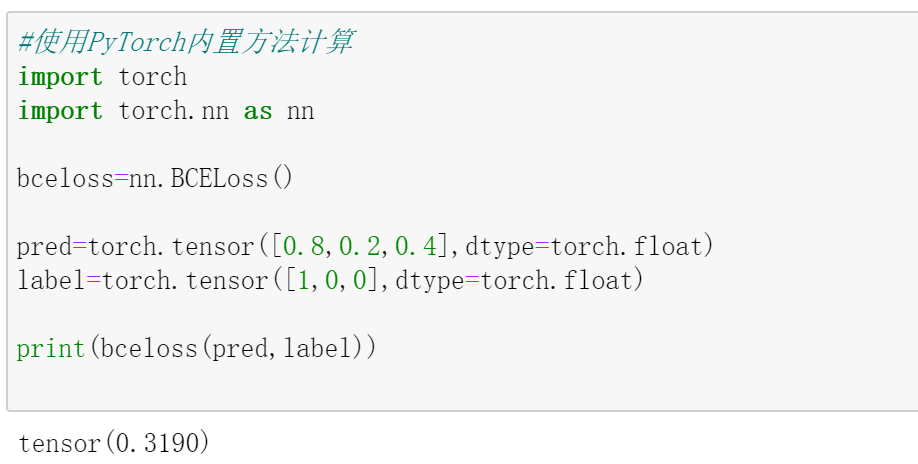 #使用PyTorch内置方法计算
import torch
import torch.nn as nn
bceloss=nn.BCELoss()
pred=torch.tensor([0.8,0.2,0.4],dtype=torch.float)
label=torch.tensor([1,0,0],dtype=torch.float)
print(bceloss(pred,label))
tensor(0.3190)